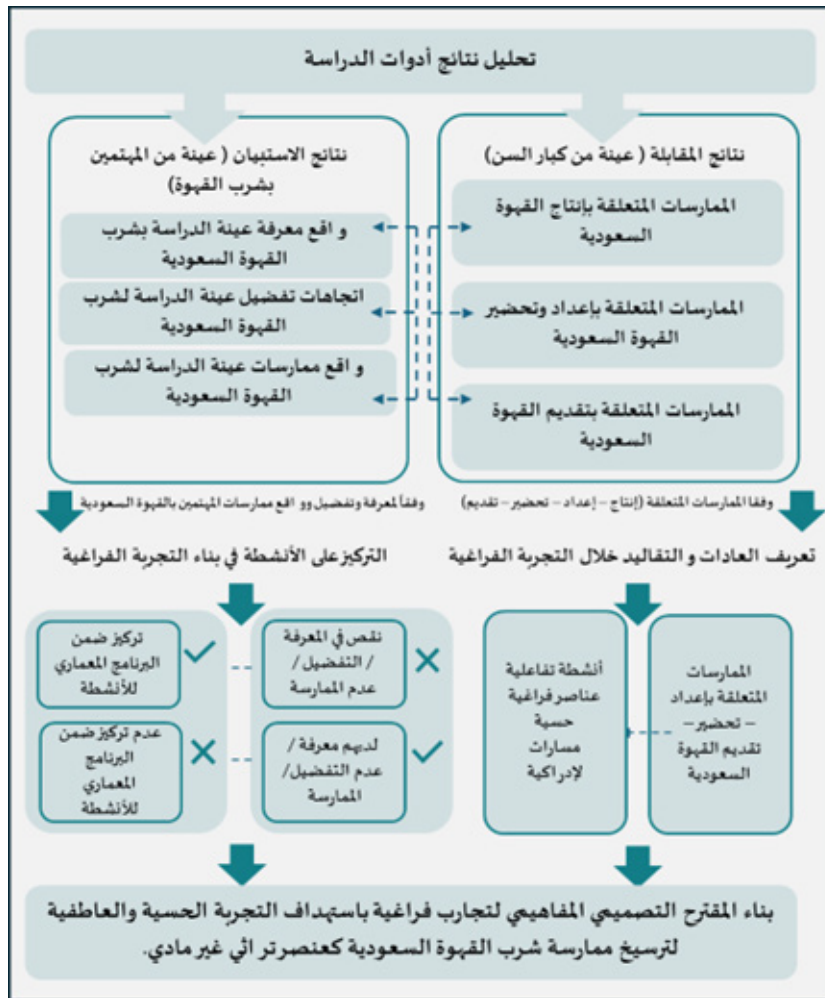 تحليل نتائج أدوات الدراسة
نتائج المقابلة ( عينة من كبار السن)
الممارسات المتعلقة بإنتاج القهوة
السعودية
الممارسات المتعلقة بإعداد وتحضير
القهوة السعودية
الممارسات المتعلقة بتقديم القهوة
السعودية
نتائج الاستبيان ( عينة من المهتمين
بشرب القهوة)
و اقع معرفة عينة الدراسة بشرب
القهوة السعودية
اتجاهات تفضيل عينة الدراسة لشرب
القهوة السعودية
و اقع ممارسات عينة الدراسة لشرب
القهوة السعودية
وفقا الممارسات المتعلقة (إنتاج – إعداد – تحضير – تقديم)
وفقاً لمعرفة وتفضيل وو اقع ممارسات المهتمين بالقهوة السعودية
تعريف العادات و التقاليد خلال التجربة الفراغية
التركيز على الأنشطة في بناء التجربة الفراغية
الممارسات
المتعلقة بإعداد
– تحضير –
تقديم القهوة
السعودية
أنشطة تفاعلية
عناصر فراغية
حسية
مسارات
لإدراكية
نقص في المعرفة
/ التفضيل /
عدم الممارسة
تركيز ضمن
البرنامج المعماري
للأنشطة
لديهم معرفة /
عدم التفضيل/
الممارسة
عدم تركيز ضمن
البرنامج
المعماري
للأنشطة
بناء المقترح التصميمي المفاهيمي لتجارب فراغية باستهداف التجربة الحسية والعاطفية
لترسيخ ممارسة شرب القهوة السعودية كعنصرتر اثي غير مادي.